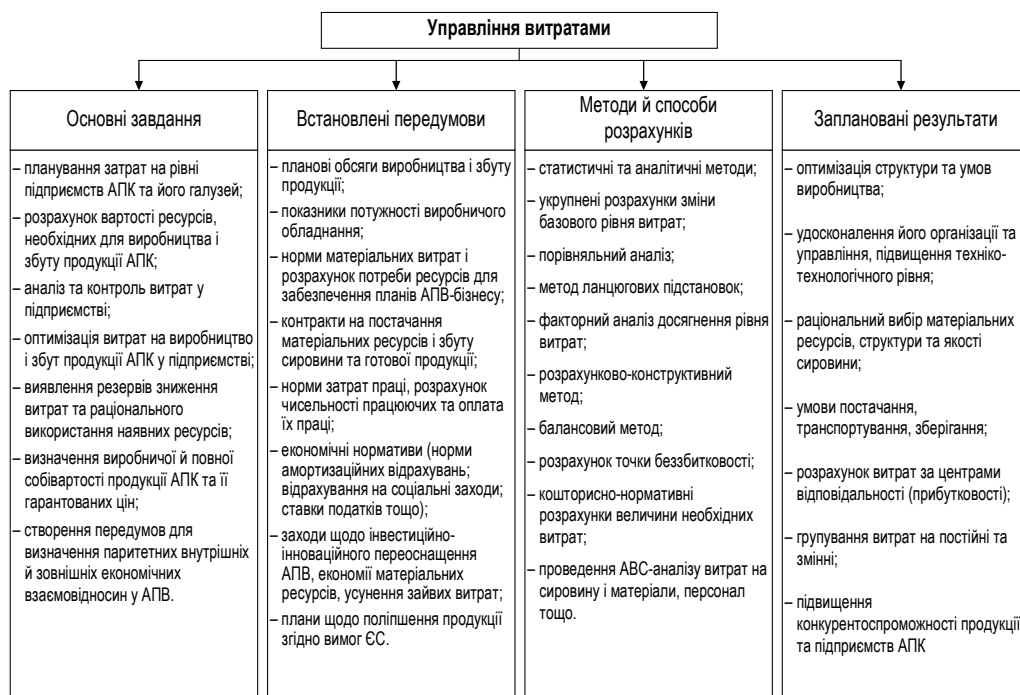 Управління витратами
Основні завдання
– планування затрат на рівні
підприємств АПК та його галузей;
– розрахунок вартості ресурсів,
необхідних для виробництва і
збуту продукції АПК;
– аналіз та контроль витрат у
підприємстві;
– оптимізація витрат на виробництво
і збут продукції АПК у підприємстві;
– виявлення резервів зниження
витрат та раціонального
використання наявних ресурсів;
– визначення виробничої й повної
собівартості продукції АПК та її
гарантованих цін;
– створення передумов для
визначення паритетних внутрішніх
й зовнішніх економічних
взаємовідносин у АПВ.
Встановлені передумови
– планові обсяги виробництва і збуту
продукції;
– показники потужності виробничого
обладнання;
– норми матеріальних витрат і
розрахунок потреби ресурсів для
забезпечення планів АПВ-бізнесу;
– контракти на постачання
матеріальних ресурсів і збуту
сировини та готової продукції;
– норми затрат праці, розрахунок
чисельності працюючих та оплата
їх праці;
– економічні нормативи (норми
амортизаційних відрахувань;
відрахування на соціальні заходи;
ставки податків тощо);
– заходи щодо інвестиційно-
інноваційного переоснащення
АПВ, економії матеріальних
ресурсів, усунення зайвих витрат;
– плани щодо поліпшення продукції
згідно вимог ЄС.
Методи й способи
розрахунків
– статистичні та аналітичні методи;
– укрупнені розрахунки зміни
базового рівня витрат;
– порівняльний аналіз;
– метод ланцюгових підстановок;
– факторний аналіз досягнення рівня
витрат;
– розрахунково-конструктивний
метод;
– балансовий метод;
– розрахунок точки беззбитковості;
– кошторисно-нормативні
розрахунки величини необхідних
витрат;
– проведення АВС-аналізу витрат на
сировину і матеріали, персонал
тощо.
Заплановані результати
– оптимізація структури та умов
виробництва;
– удосконалення його організації та
управління, підвищення техніко-
технологічного рівня;
– раціональний вибір матеріальних
ресурсів, структури та якості
сировини;
– умови постачання,
транспортування, зберігання;
– розрахунок витрат за центрами
відповідальності (прибутковості);
– групування витрат на постійні та
змінні;
– підвищення
конкурентоспроможності продукції
та підприємств АПК